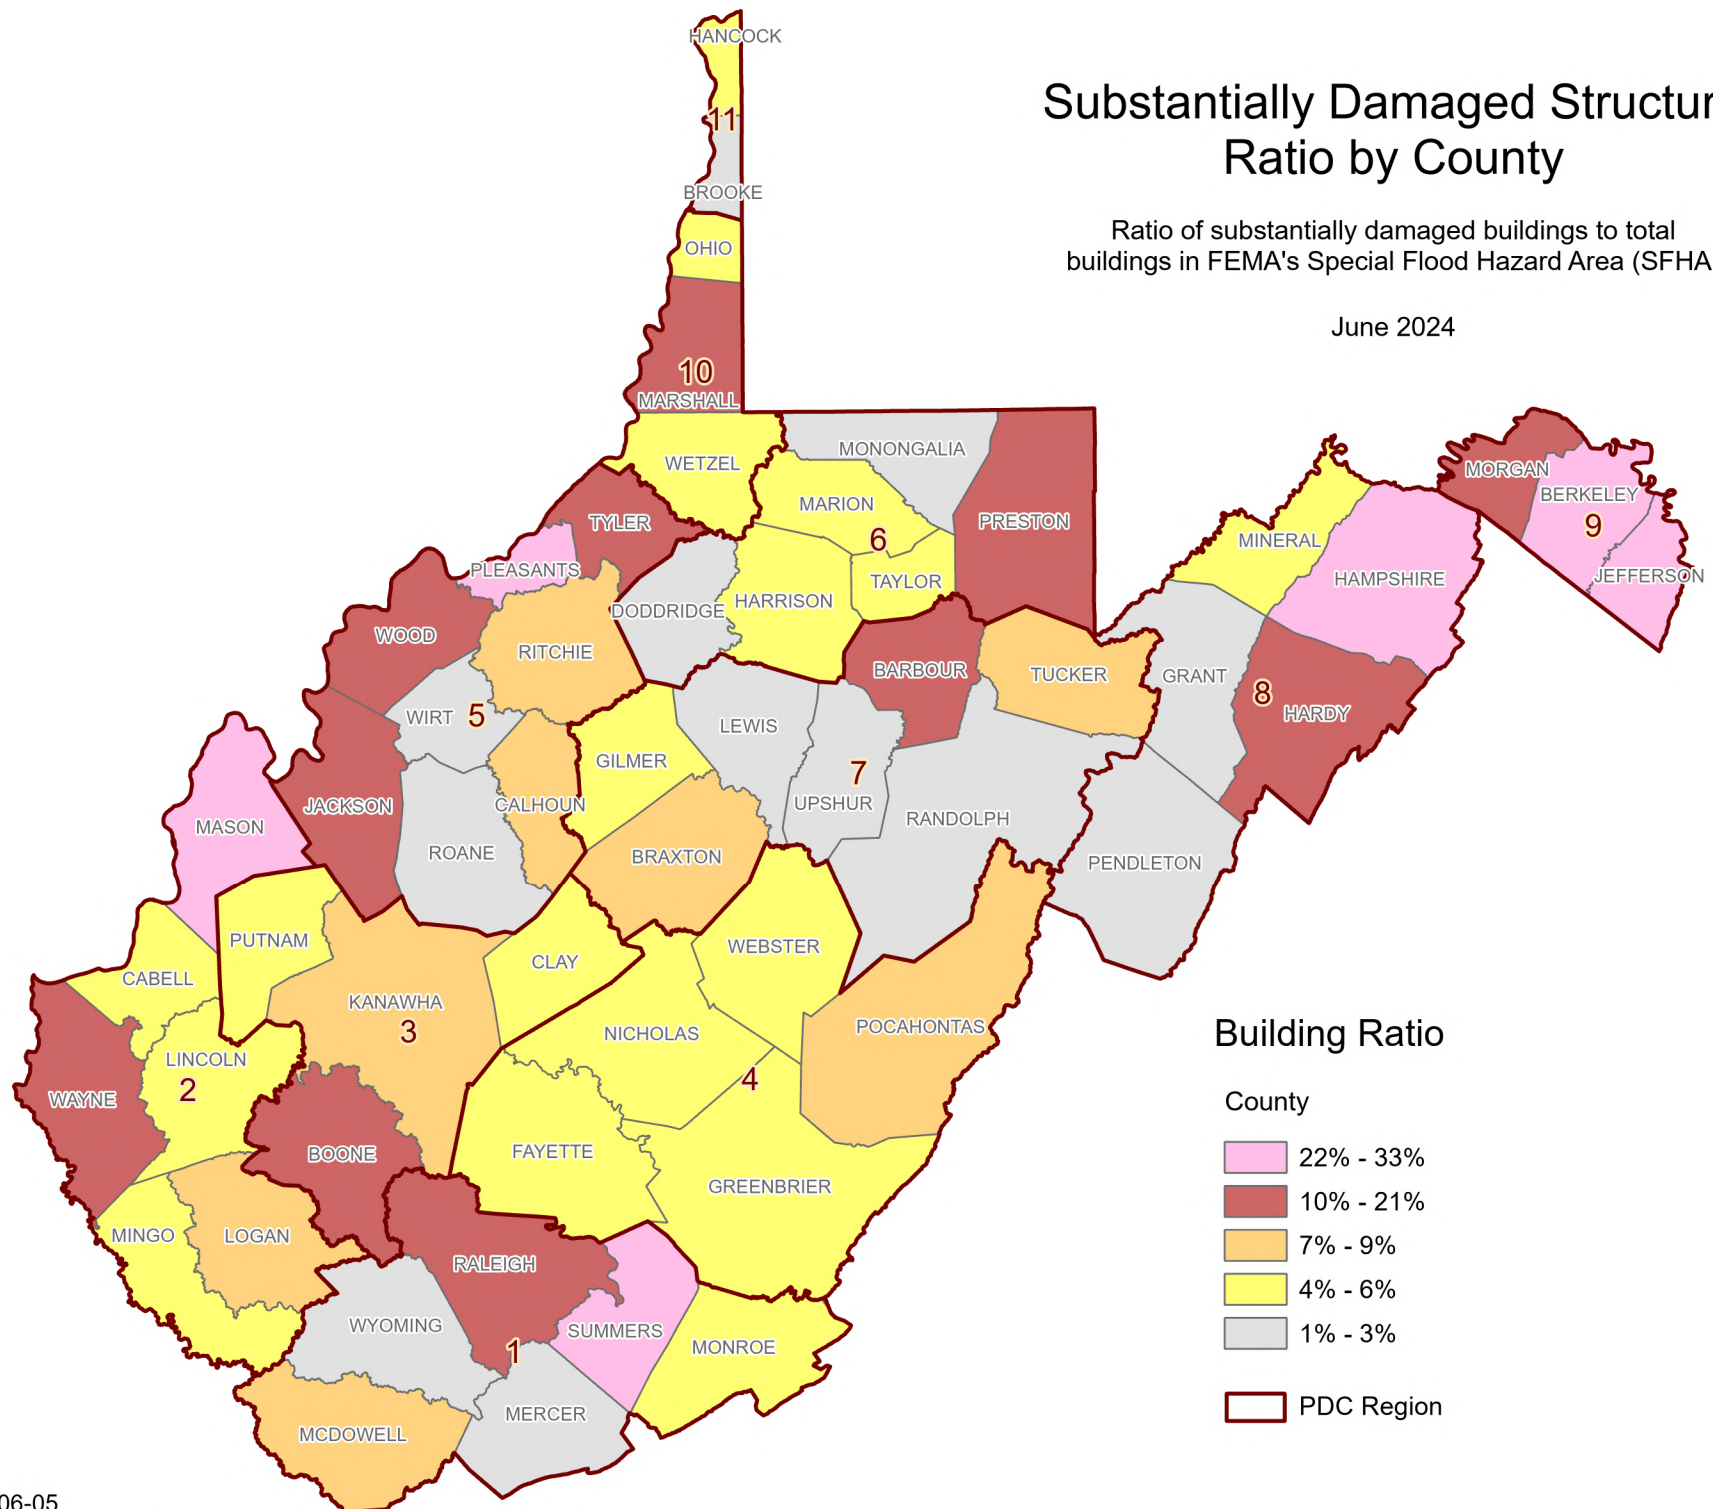 Substantially Damaged Structur
Ratio by County
Ratio of substantially damaged buildings to total
buildings in FEMA's Special Flood Hazard Area (SFHA
June 2024
HANCOCK
11
BROOKE
OHIO
10
MARSHALL
WETZEL
MONONGALIA
MARION
6
PRESTON
TYLER
PLEASANTS
TAYLOR
HARRISON
DODDRIDGE
MORGAN
BERKELEY
9
JEFFERSON
MINERAL
HAMPSHIRE
WOOD
RITCHIE
BARBOUR
TUCKER
GRANT
8
HARDY
WIRT
5
LEWIS
GILMER
7
UPSHUR
RANDOLPH
JACKSON
CALHOUN
MASON
ROANE
BRAXTON
PENDLETON
PUTNAM
WEBSTER
CLAY
CABELL
KANAWHA
3
NICHOLAS
POCAHONTAS
LINCOLN
2
WAYNE
4
BOONE
FAYETTE
GREENBRIER
MINGO
LOGAN
RALEIGH
WYOMING
SUMMERS
MONROE
1
MERCER
MCDOWELL
Building Ratio
County
22% - 33%
10% - 21%
7% - 9%
4% - 6%
1% - 3%
PDC Region
06-05